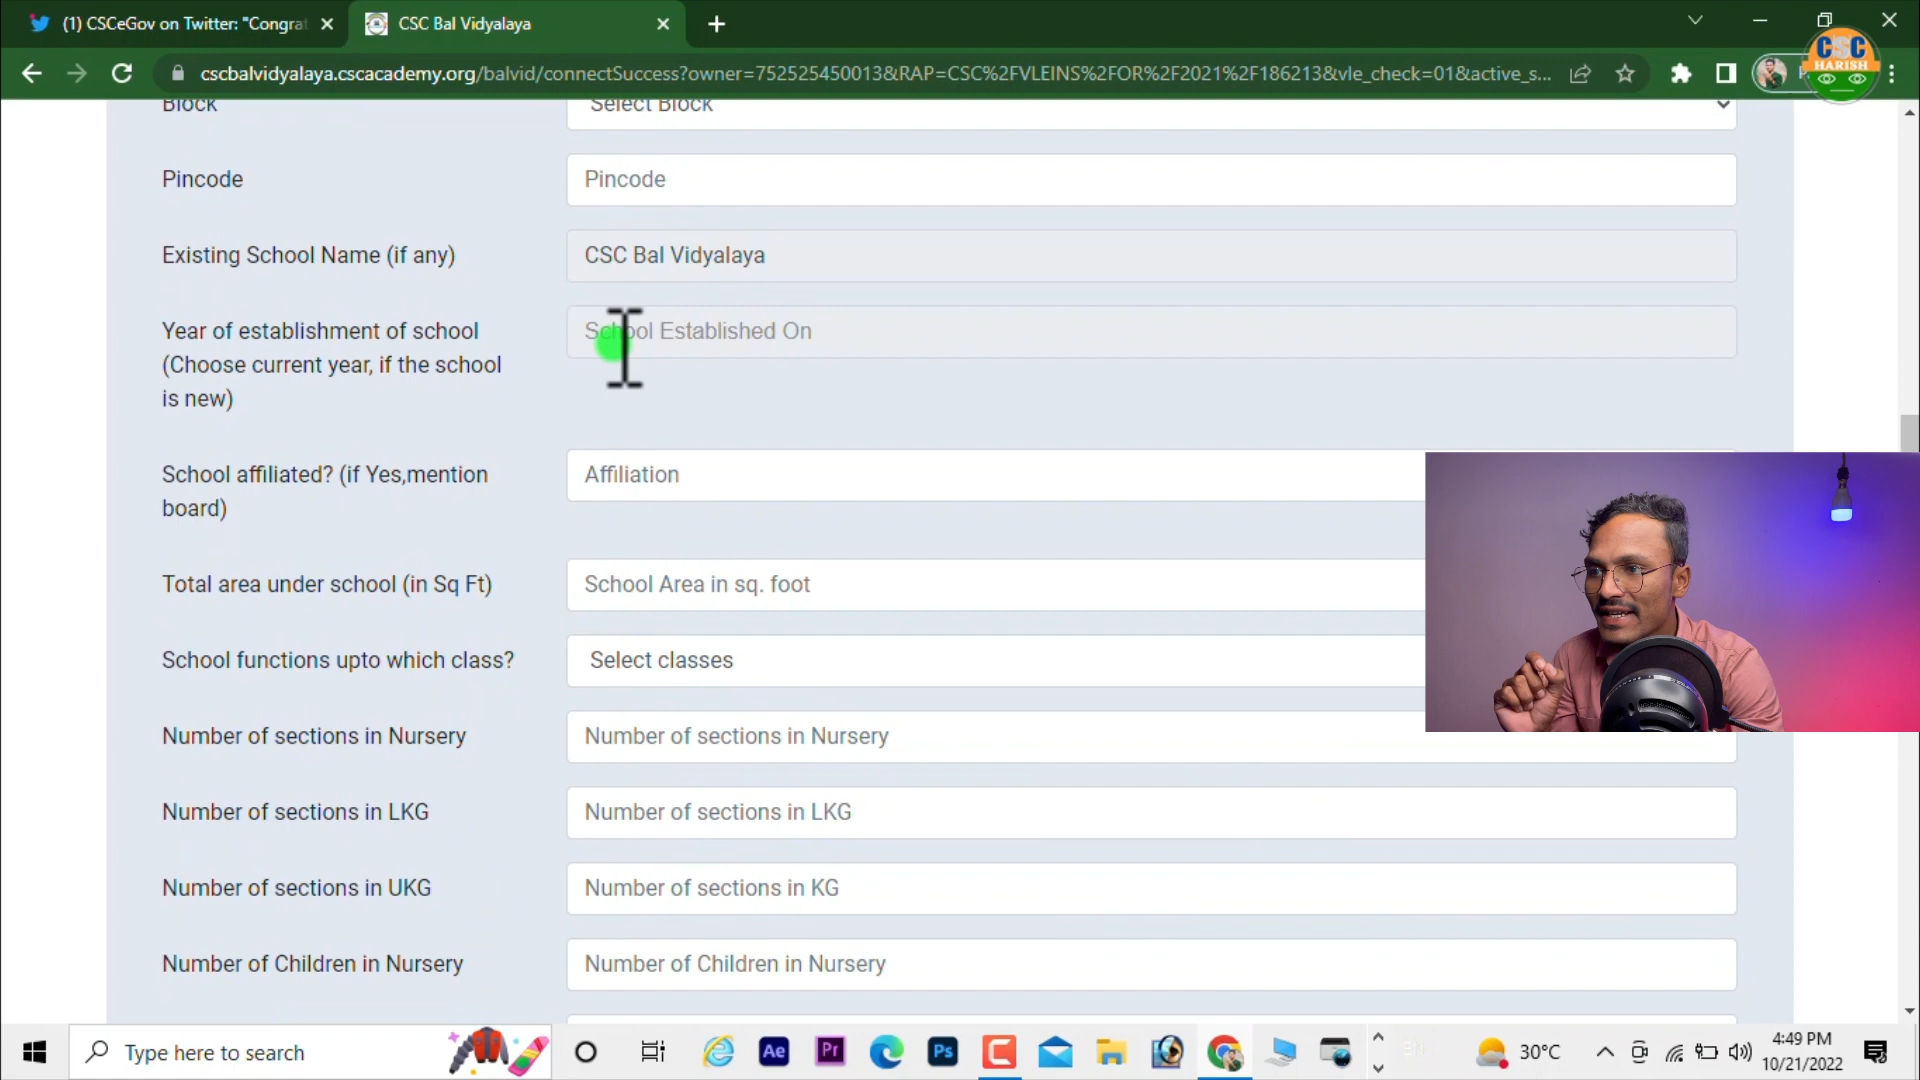 (1) CSCeGov on Twitter: "Congrat
CSC Bal Vidyalaya
cscbalvidyalaya.cscacademy.org/balvid/connectSuccess?owner=752525450013&RAP=CSC%2FVLEINS%2FOR%2F2021%2F186213&vle_check=01&active_s...
CSC
HARISH
Block
Select Block
Pincode
Pincode
Existing School Name (if any)
CSC Bal Vidyalaya
Year of establishment of school
(Choose current year, if the school
is new)
School Established On
School affiliated? (if Yes,mention
board)
Affiliation
Total area under school (in Sq Ft)
School Area in sq. foot
School functions upto which class?
Select classes
Number of sections in Nursery
Number of sections in Nursery
Number of sections in LKG
Number of sections in LKG
Number of sections in UKG
Number of sections in KG
Number of Children in Nursery
Number of Children in Nursery
Type here to search
Ae
Pr
Ps
30°C
4:49 PM
10/21/2022